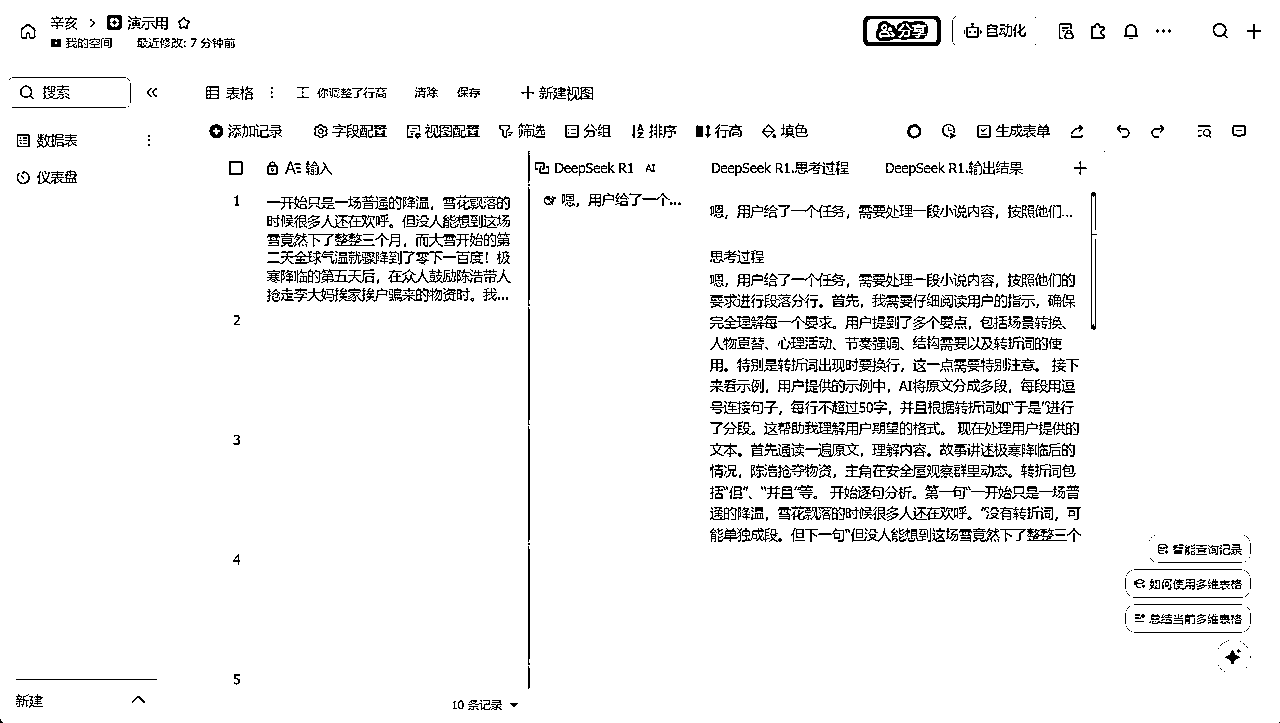 辛亥 > 演示用
我的空间 最近修改: 7 分钟前
分享 自动化
搜索
表格 你调整了行高 清除 保存 新建视图
添加记录 字段配置 视图配置 筛选 分组 排序 行高 填色 生成表单
数据表
仪表盘
输入 DeepSeek R1 AI DeepSeek R1.思考过程 DeepSeek R1.输出结果
1
一开始只是一场普通的降温，雪花飘落的
时候很多人还在欢呼。但没人能想到这场
雪竟然下了整整三个月，而大雪开始的第
二天全球气温就骤降到了零下一百度！极
寒降临的第五天后，在众人鼓励陈浩带人
抢走李大妈挨家挨户骗来的物资时。我...
嗯，用户给了一个...
嗯，用户给了一个任务，需要处理一段小说内容，按照他们...
思考过程
嗯，用户给了一个任务，需要处理一段小说内容，按照他们的
要求进行段落分行。首先，我需要仔细阅读用户的指示，确保
完全理解每一个要求。用户提到了多个要点，包括场景转换、
人物更替、心理活动、节奏强调、结构需要以及转折词的使
用。特别是转折词出现时要换行，这一点需要特别注意。 接下
来看示例，用户提供的示例中，AI将原文分成多段，每段用逗
号连接句子，每行不超过50字，并且根据转折词如“于是”进行
了分段。这帮助我理解用户期望的格式。 现在处理用户提供的
文本。首先通读一遍原文，理解内容。故事讲述极寒降临后的
情况，陈浩抢夺物资，主角在安全屋观察群里动态。转折词包
括“但”、“并且”等。 开始逐句分析。第一句“一开始只是一场普
通的降温，雪花飘落的时候很多人还在欢呼。”没有转折词，可
能单独成段。但下一句“但没人能想到这场雪竟然下了整整三个
2
3
4
5
智能查询记录
如何使用多维表格
总结当前多维表格
新建
10 条记录